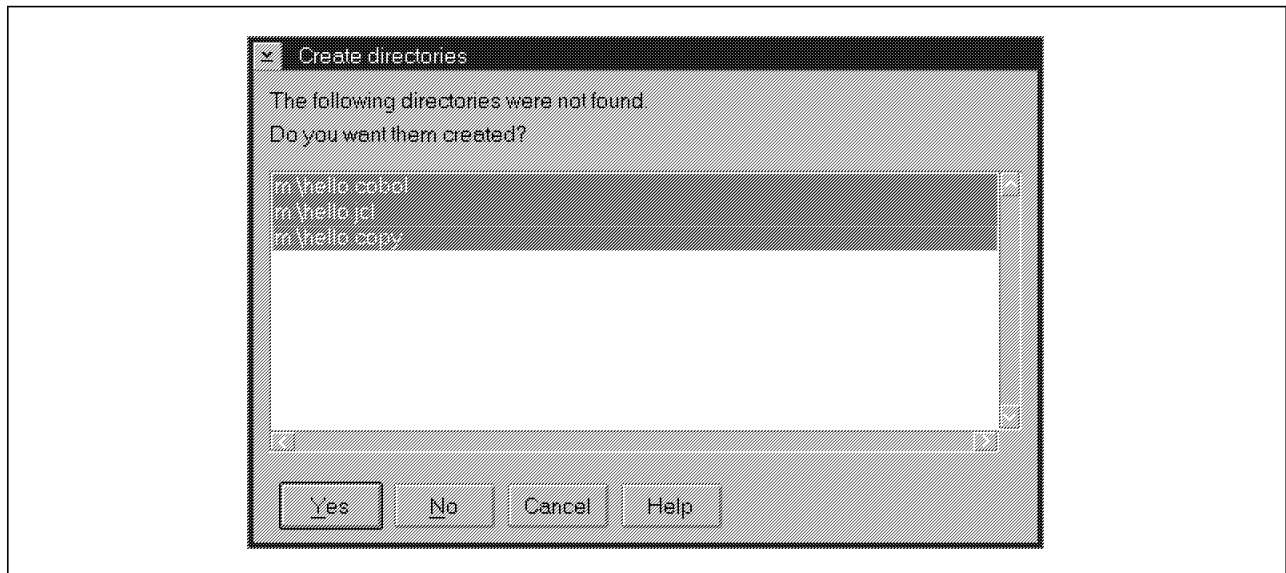 Create directories
The following directories were not found.
Do you want them created?
m:\hello.cobol
m:\hello.jcl
m:\hello.copy
Yes No Cancel Help